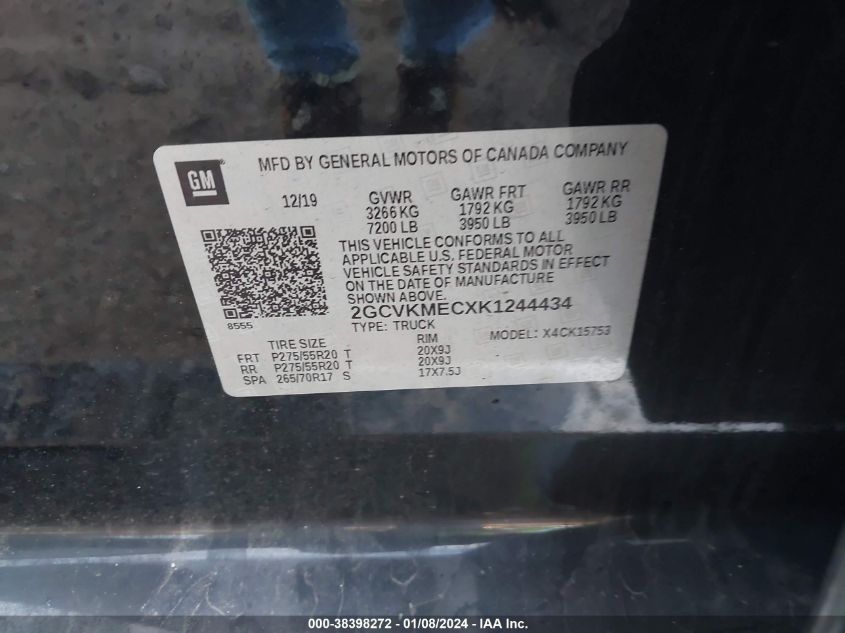 GM
MFD BY GENERAL MOTORS OF CANADA COMPANY
12/19 GVWR GAWR FRT GAWR RR
3266 KG 1792 KG 1792 KG
7200 LB 3950 LB 3950 LB
THIS VEHICLE CONFORMS TO ALL
APPLICABLE U.S. FEDERAL MOTOR
VEHICLE SAFETY STANDARDS IN EFFECT
ON THE DATE OF MANUFACTURE
SHOWN ABOVE.
8555
2GCVKMECXK1244434
TYPE: TRUCK MODEL: X4CK15753
TIRE SIZE RIM
FRT P275/55R20 T 20X9J
RR P275/55R20 T 20X9J
SPA 265/70R17 S 17X7.5J
000-38398272 - 01/08/2024 - IAA Inc.